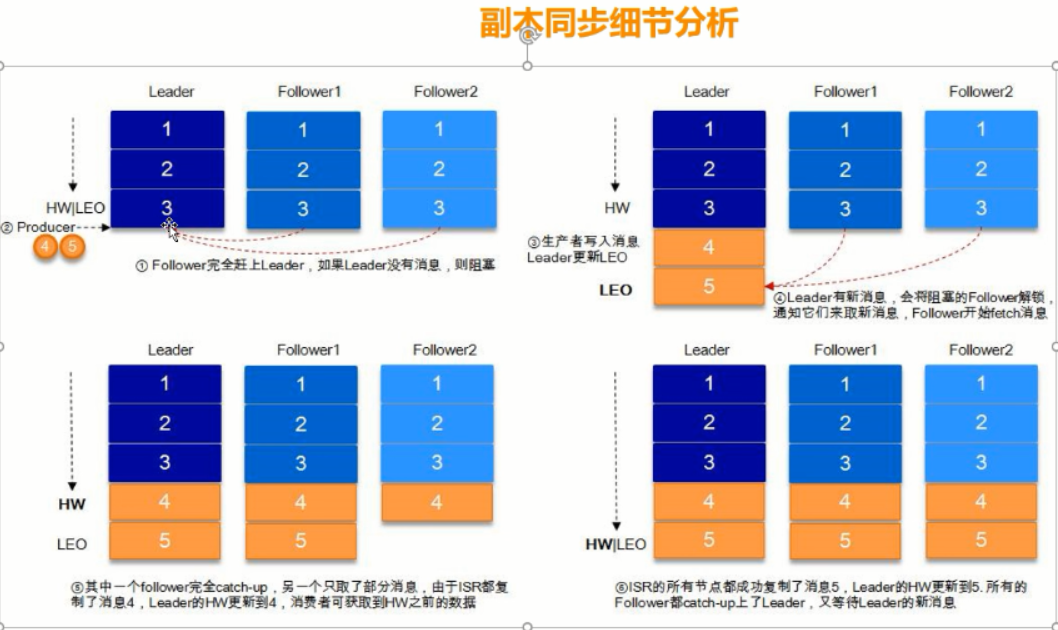 副本同步细节分析
Leader Follower1 Follower2
1 1 1
2 2 2
HW|LEO 3 3 3
② Producer
4 5
① Follower完全赶上Leader，如果Leader没有消息，则阻塞
Leader Follower1 Follower2
1 1 1
2 2 2
HW 3 3 3
③生产者写入消息 4
Leader更新LEO
LEO 5
④Leader有新消息，会将阻塞的Follower解锁，
通知它们来取新消息，Follower开始fetch消息
Leader Follower1 Follower2
1 1 1
2 2 2
3 3 3
HW 4 4 4
LEO 5 5
⑤其中一个follower完全catch-up，另一个只取了部分消息，由于ISR都复
制了消息4，Leader的HW更新到4，消费者可获取到HW之前的数据
Leader Follower1 Follower2
1 1 1
2 2 2
3 3 3
4 4 4
HW|LEO 5 5 5
⑥ISR的所有节点都成功复制了消息5，Leader的HW更新到5. 所有的
Follower都catch-up上了Leader，又等待Leader的新消息